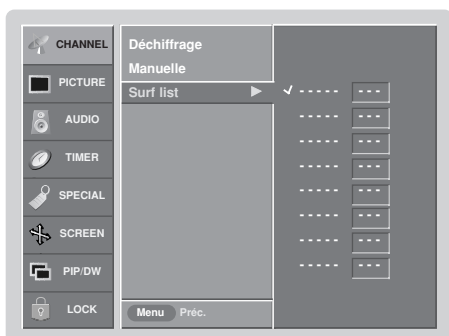 CHANNEL
PICTURE
AUDIO
TIMER
SPECIAL
SCREEN
PIP/DW
LOCK
Déchiffrage
Manuelle
Surf list ▶
✓ ----- ---
----- ---
----- ---
----- ---
----- ---
----- ---
----- ---
----- ---
Menu Préc.